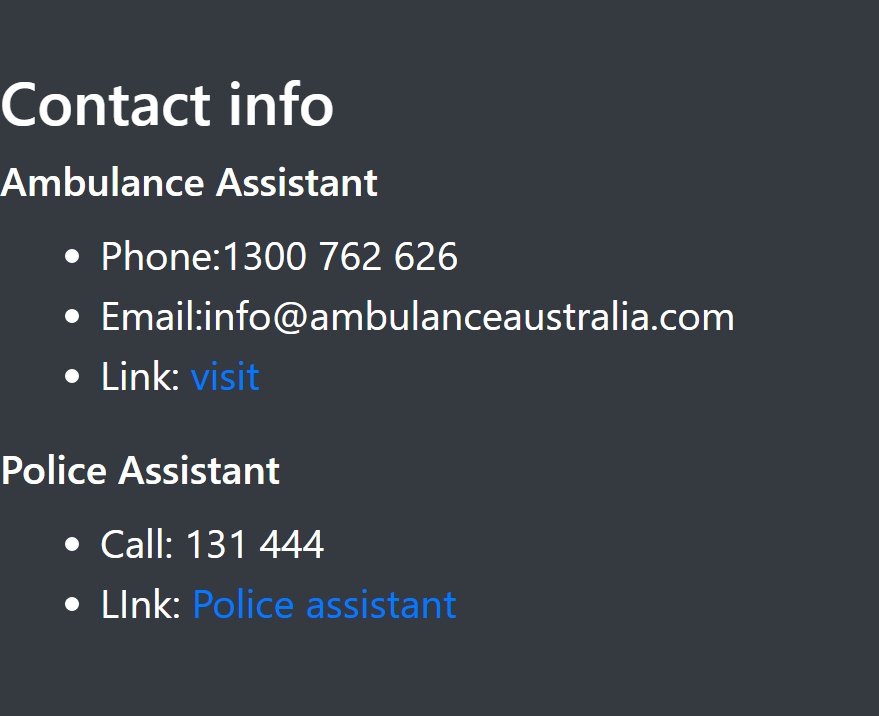 Contact info
Ambulance Assistant
Phone:1300 762 626
Email:info@ambulanceaustralia.com
Link: visit
Police Assistant
Call: 131 444
LInk: Police assistant